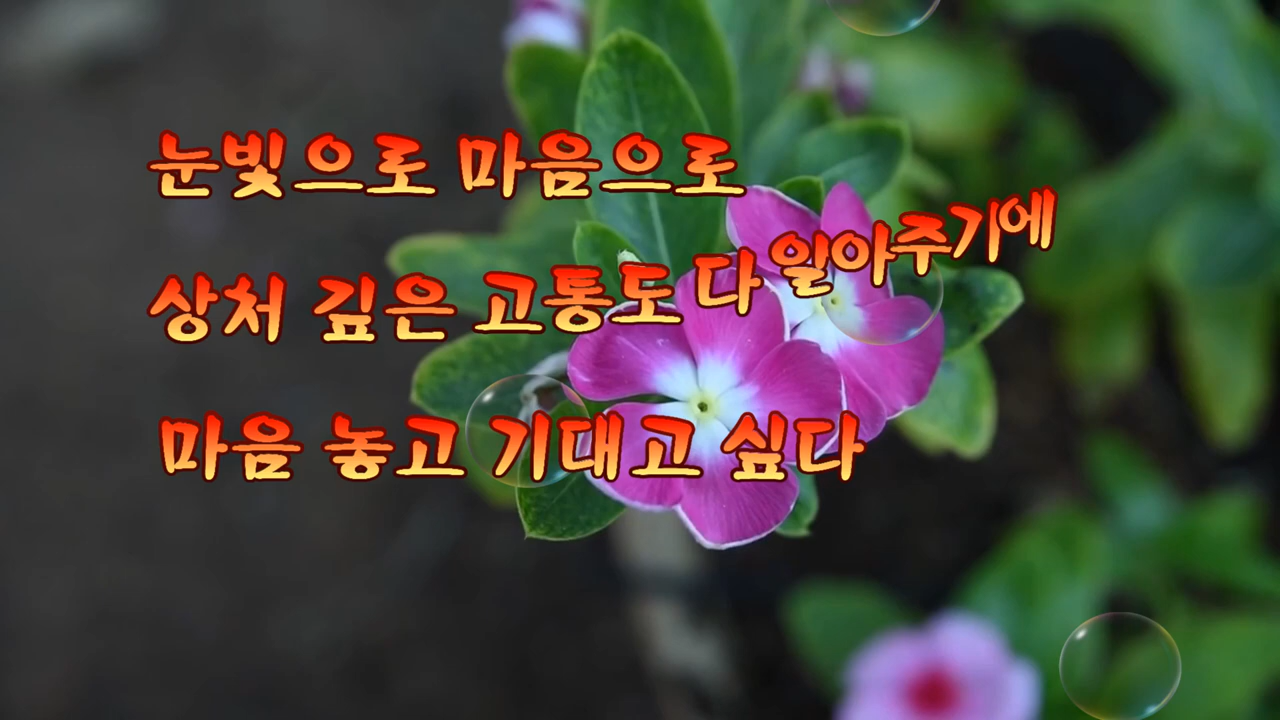 눈빛으로 마음으로
상처 깊은 고통도 다 일아주기에
마음 놓고 기대고 싶다